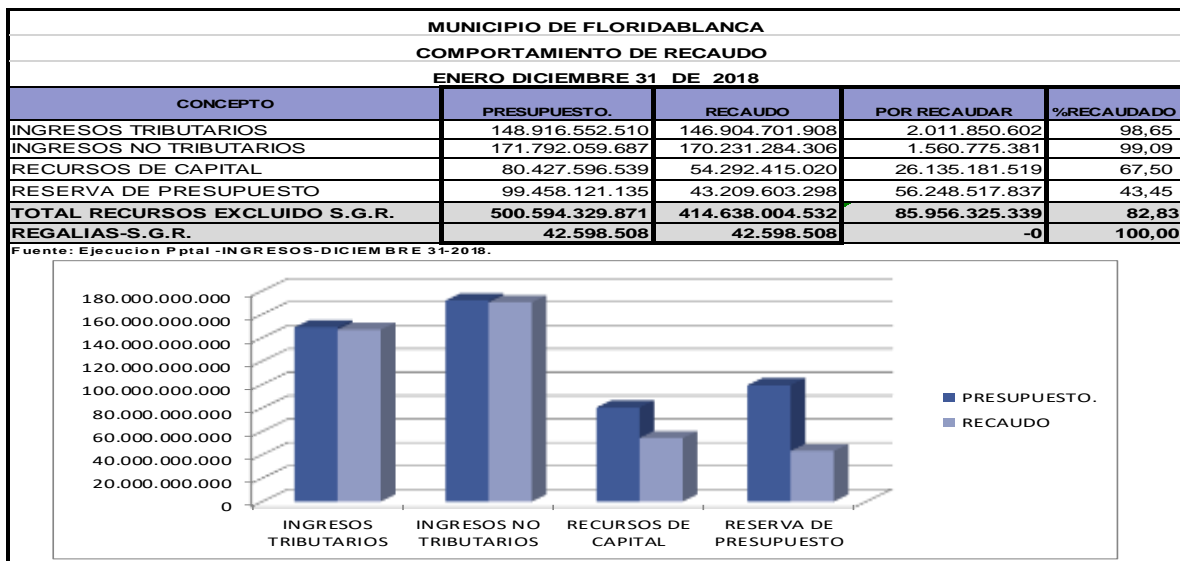 MUNICIPIO DE FLORIDABLANCA
COMPORTAMIENTO DE RECAUDO
ENERO DICIEMBRE 31 DE 2018
CONCEPTO PRESUPUESTO. RECAUDO POR RECAUDAR %RECAUDADO
INGRESOS TRIBUTARIOS 148.916.552.510 146.904.701.908 2.011.850.602 98,65
INGRESOS NO TRIBUTARIOS 171.792.059.687 170.231.284.306 1.560.775.381 99,09
RECURSOS DE CAPITAL 80.427.596.539 54.292.415.020 26.135.181.519 67,50
RESERVA DE PRESUPUESTO 99.458.121.135 43.209.603.298 56.248.517.837 43,45
TOTAL RECURSOS EXCLUIDO S.G.R. 500.594.329.871 414.638.004.532 85.956.325.339 82,83
REGALIAS-S.G.R. 42.598.508 42.598.508 -0 100,00
Fuente: Ejecucion Pptal -INGRESOS-DICIEMBRE 31-2018.
180.000.000.000
160.000.000.000
140.000.000.000
120.000.000.000
100.000.000.000
80.000.000.000
60.000.000.000
40.000.000.000
20.000.000.000
0
INGRESOS TRIBUTARIOS
INGRESOS NO TRIBUTARIOS
RECURSOS DE CAPITAL
RESERVA DE PRESUPUESTO
PRESUPUESTO.
RECAUDO